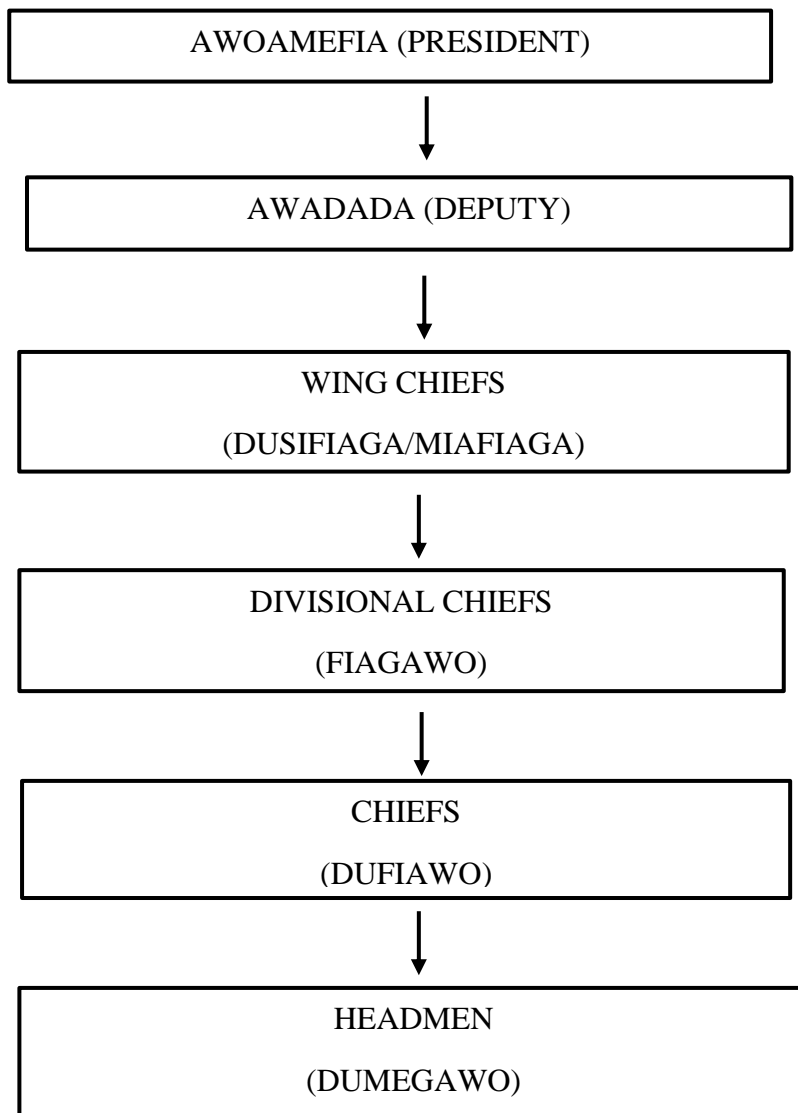 AWOAMEFIA (PRESIDENT)
AWADADA (DEPUTY)
WING CHIEFS
(DUSIFIAGA/MIAFIAGA)
DIVISIONAL CHIEFS
(FIAGAWO)
CHIEFS
(DUFIAWO)
HEADMEN
(DUMEGAWO)